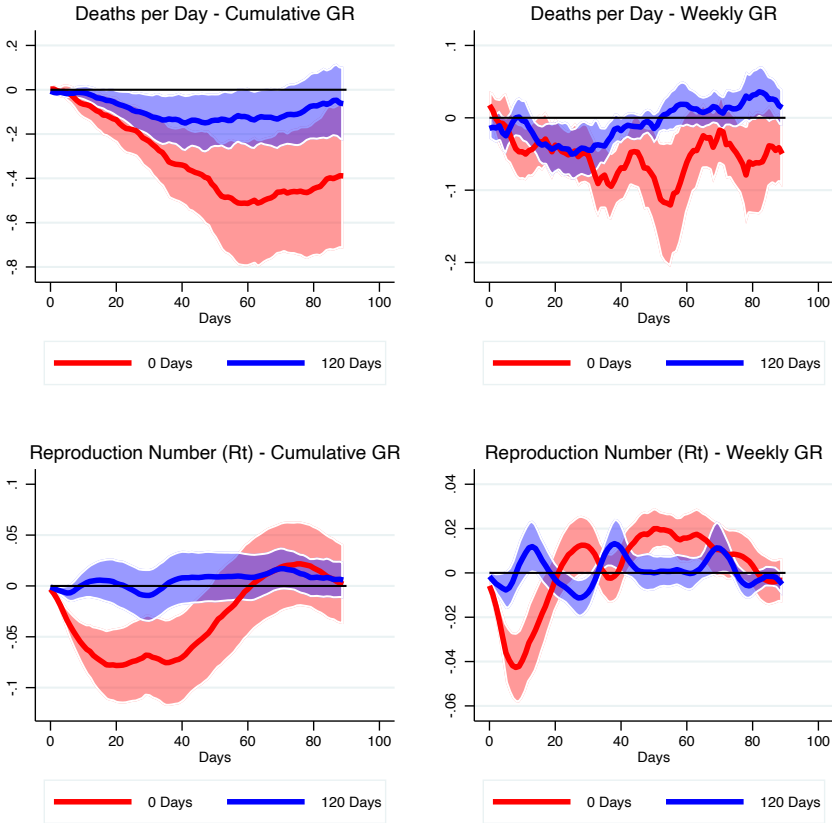 Deaths per Day - Cumulative GR
.2
0
-.2
-.4
-.6
-.8
0 20 40 60 80 100
Days
0 Days 120 Days
Deaths per Day - Weekly GR
.1
0
-.1
-.2
0 20 40 60 80 100
Days
0 Days 120 Days
Reproduction Number (Rt) - Cumulative GR
.1
.05
0
-.05
-.1
0 20 40 60 80 100
Days
0 Days 120 Days
Reproduction Number (Rt) - Weekly GR
.04
.02
0
-.02
-.04
-.06
0 20 40 60 80 100
Days
0 Days 120 Days